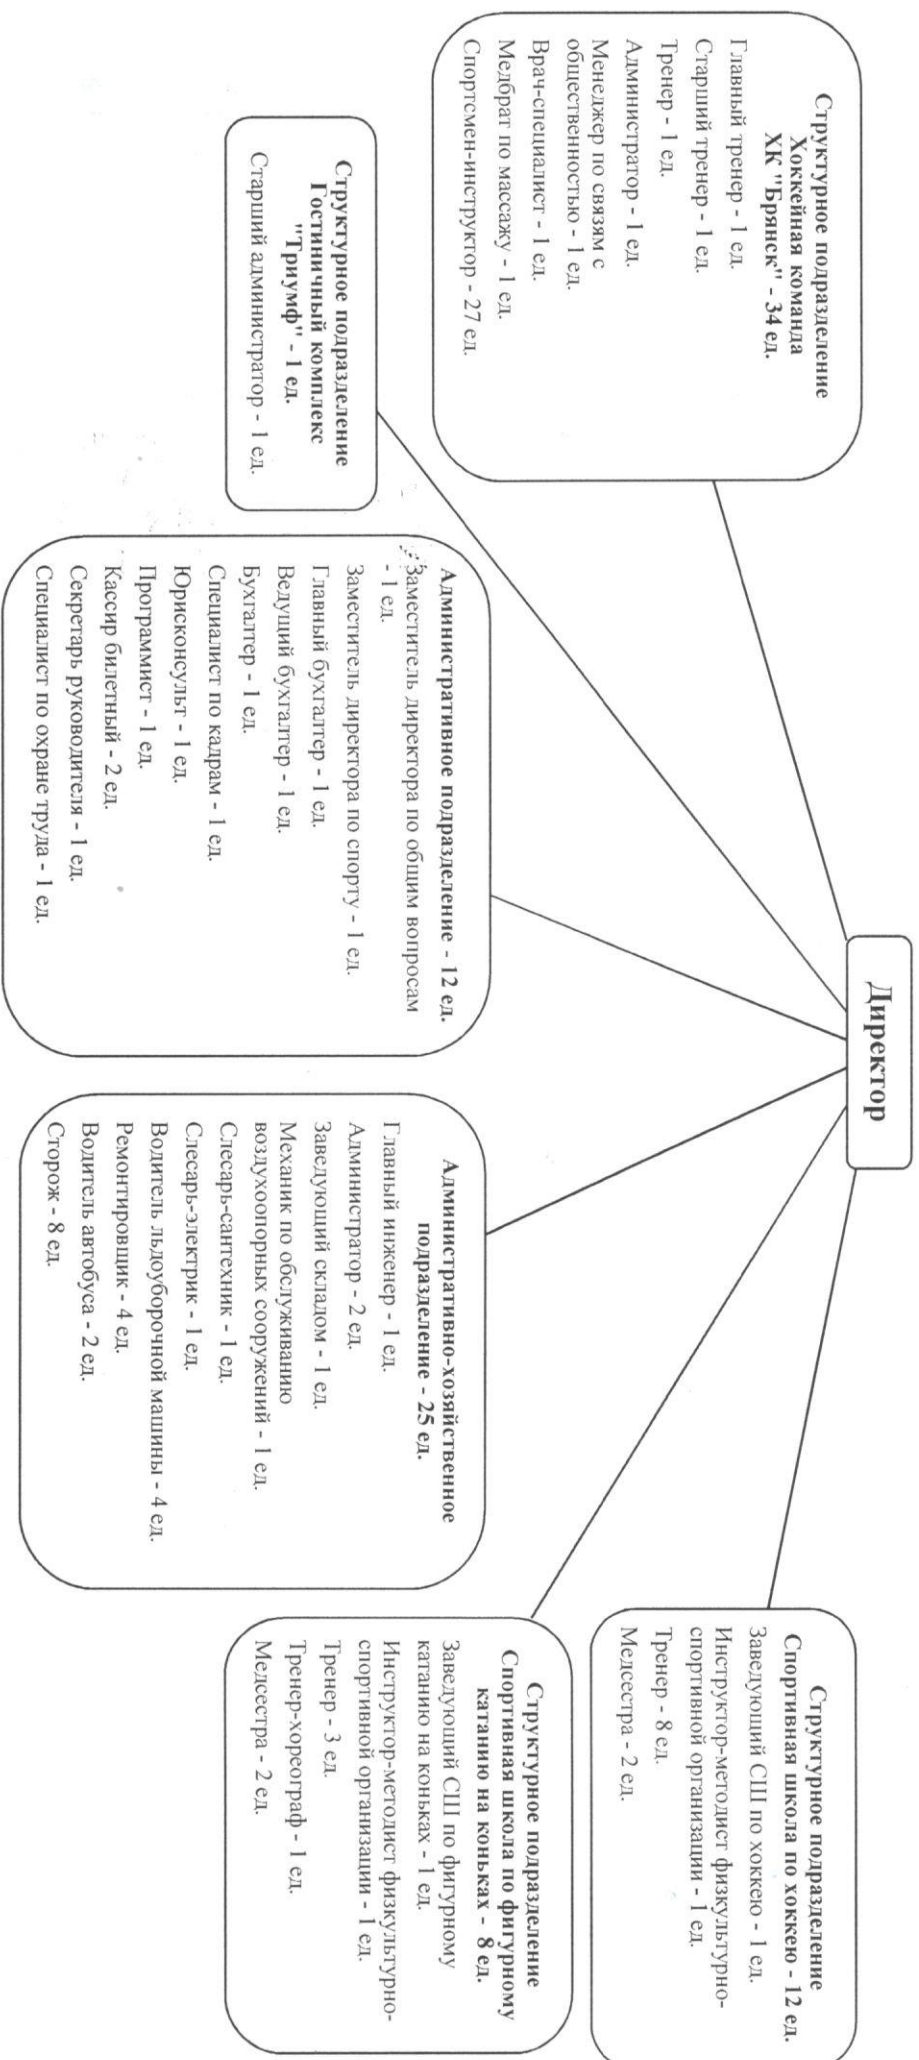 Директор
Структурное подразделение
Хоккейная команда
ХК "Брянск" - 34 ед.
Главный тренер - 1 ед.
Старший тренер - 1 ед.
Тренер - 1 ед.
Администратор - 1 ед.
Менеджер по связям с
общественностью - 1 ед.
Врач-специалист - 1 ед.
Медбрат по массажу - 1 ед.
Спортсмен-инструктор - 27 ед.
Структурное подразделение
Гостиничный комплекс
"Триумф" - 1 ед.
Старший администратор - 1 ед.
Административное подразделение - 12 ед.
Заместитель директора по общим вопросам
- 1 ед.
Заместитель директора по спорту - 1 ед.
Главный бухгалтер - 1 ед.
Ведущий бухгалтер - 1 ед.
Бухгалтер - 1 ед.
Специалист по кадрам - 1 ед.
Юрисконсульт - 1 ед.
Программист - 1 ед.
Кассир билетный - 2 ед.
Секретарь руководителя - 1 ед.
Специалист по охране труда - 1 ед.
Административно-хозяйственное
подразделение - 25 ед.
Главный инженер - 1 ед.
Администратор - 2 ед.
Заведующий складом - 1 ед.
Механик по обслуживанию
воздухоопорных сооружений - 1 ед.
Слесарь-сантехник - 1 ед.
Слесарь-электрик - 1 ед.
Водитель льдоуборочной машины - 4 ед.
Ремонтировщик - 4 ед.
Водитель автобуса - 2 ед.
Сторож - 8 ед.
Структурное подразделение
Спортивная школа по фигурному
катанию на коньках - 8 ед.
Заведующий СШ по фигурному
катанию на коньках - 1 ед.
Инструктор-методист физкультурно-
спортивной организации - 1 ед.
Тренер - 3 ед.
Тренер-хореограф - 1 ед.
Медсестра - 2 ед.
Структурное подразделение
Спортивная школа по хоккею - 12 ед.
Заведующий СШ по хоккею - 1 ед.
Инструктор-методист физкультурно-
спортивной организации - 1 ед.
Тренер - 8 ед.
Медсестра - 2 ед.